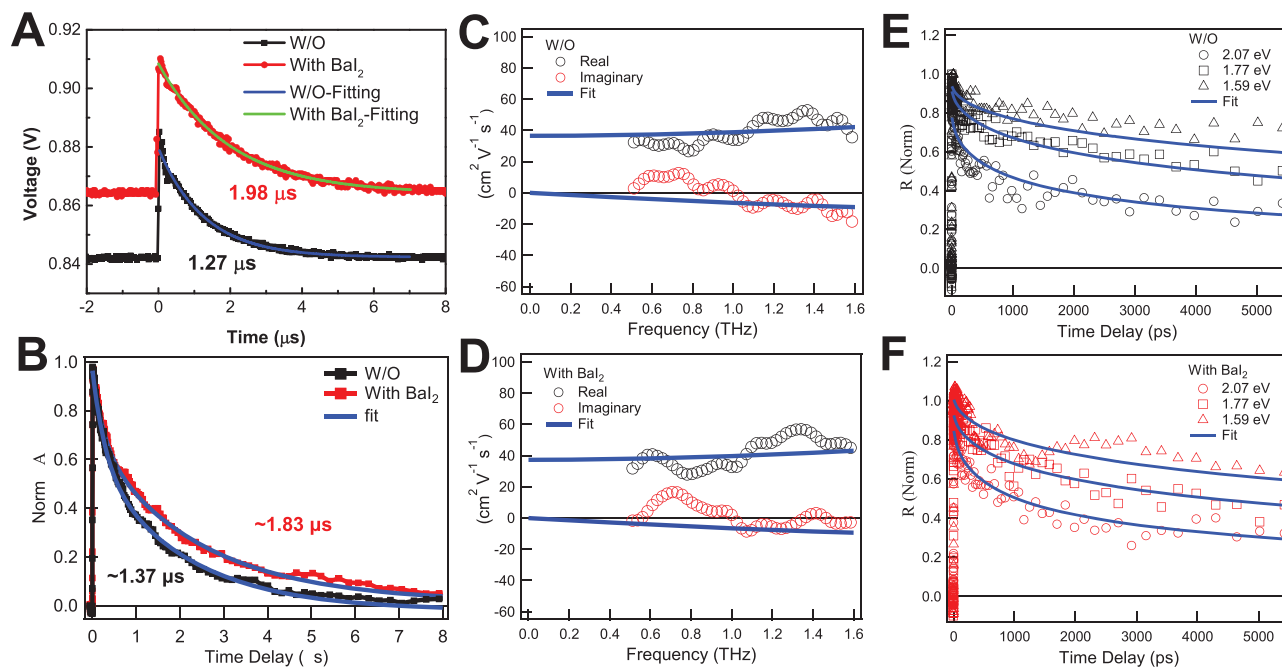 A
0.92
0.90
0.88
0.86
0.84
Voltage (V)
W/O
With BaI2
W/O-Fitting
With BaI2-Fitting
1.98 μs
1.27 μs
-2
0
2
4
6
8
Time (μs)
B
1.0
0.8
0.6
0.4
0.2
0.0
Norm A
W/O
With BaI2
fit
~1.83 μs
~1.37 μs
0
1
2
3
4
5
6
7
8
Time Delay ( s)
C
100
80
60
40
20
0
-20
-40
-60
(cm2 V-1 s-1)
W/O
Real
Imaginary
Fit
0.0
0.2
0.4
0.6
0.8
1.0
1.2
1.4
1.6
Frequency (THz)
D
100
80
60
40
20
0
-20
-40
-60
(cm2 V-1 s-1)
With BaI2
Real
Imaginary
Fit
0.0
0.2
0.4
0.6
0.8
1.0
1.2
1.4
1.6
Frequency (THz)
E
1.2
1.0
0.8
0.6
0.4
0.2
0.0
R (Norm)
W/O
2.07 eV
1.77 eV
1.59 eV
Fit
0
1000
2000
3000
4000
5000
Time Delay (ps)
F
1.2
1.0
0.8
0.6
0.4
0.2
0.0
R (Norm)
With BaI2
2.07 eV
1.77 eV
1.59 eV
Fit
0
1000
2000
3000
4000
5000
Time Delay (ps)